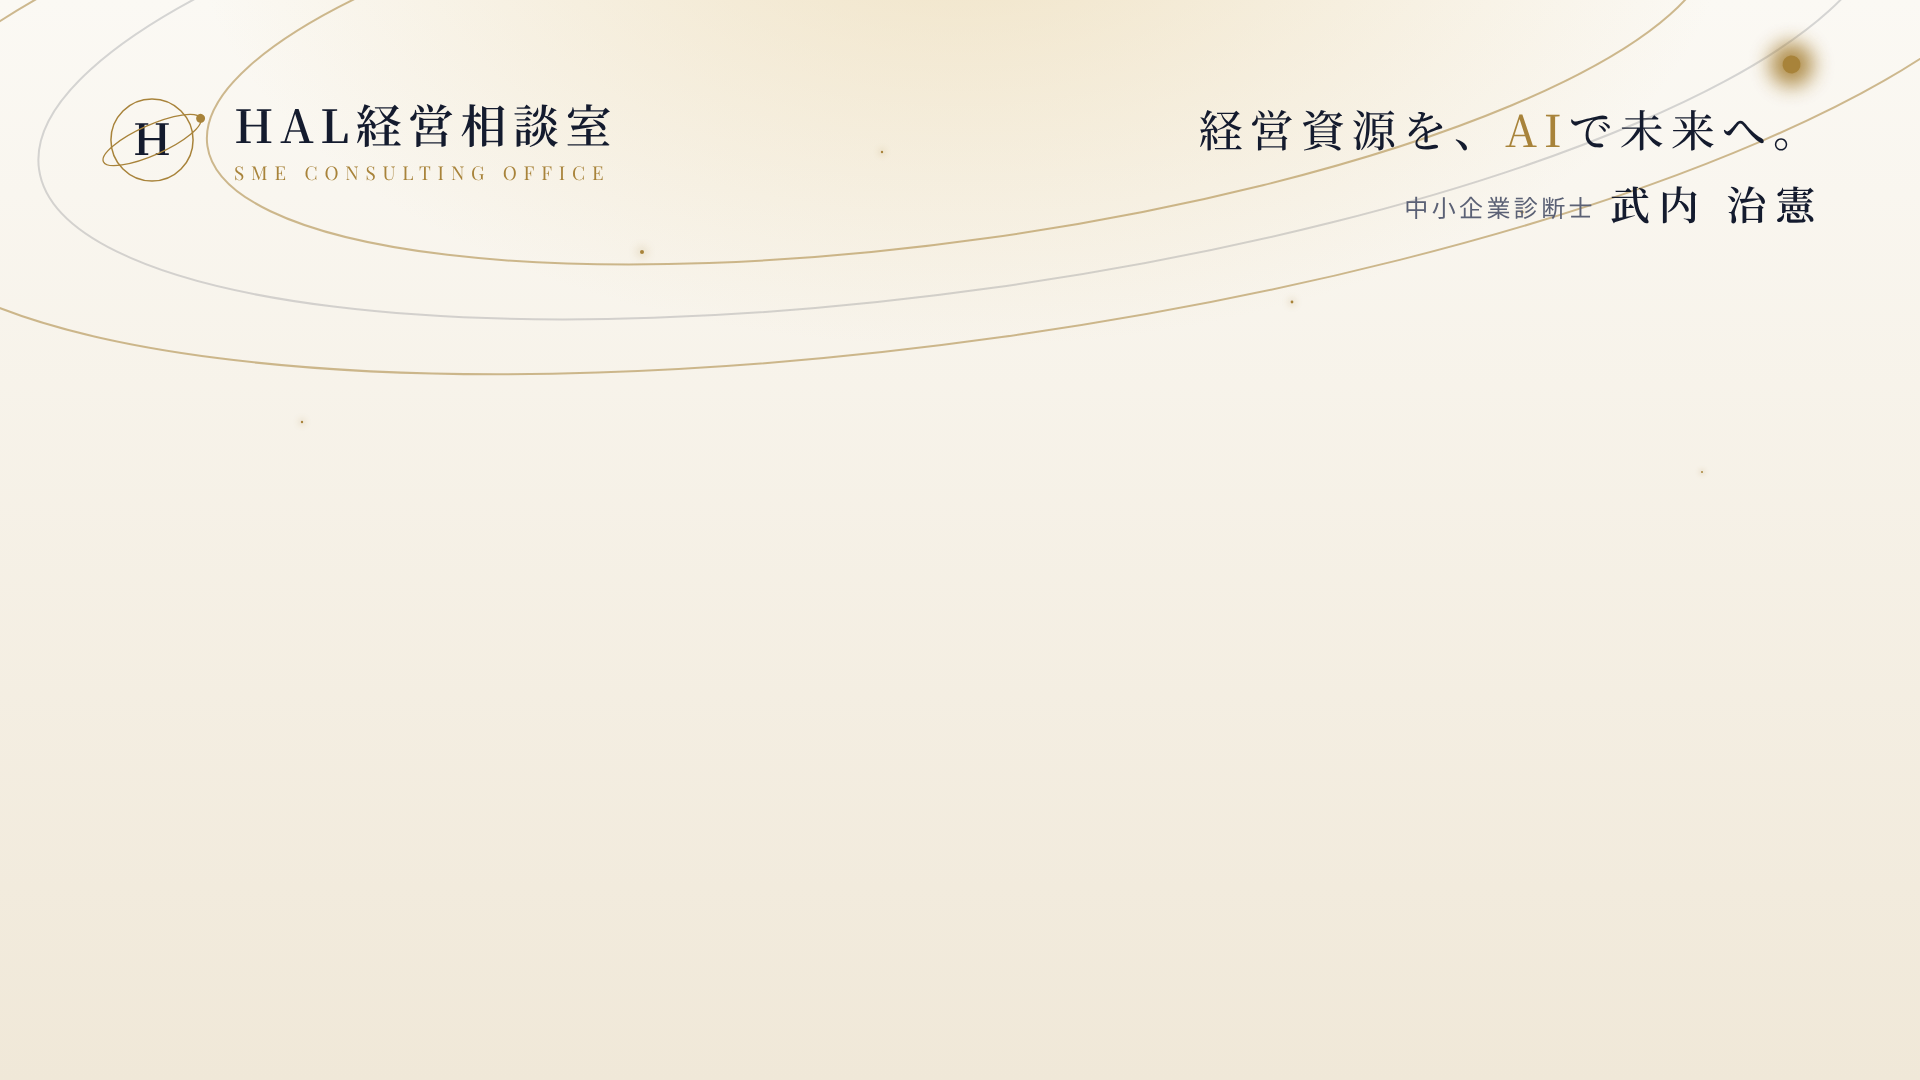 H
HAL経営相談室
SME CONSULTING OFFICE
経営資源を、AIで未来へ。
中小企業診断士 武内 治憲